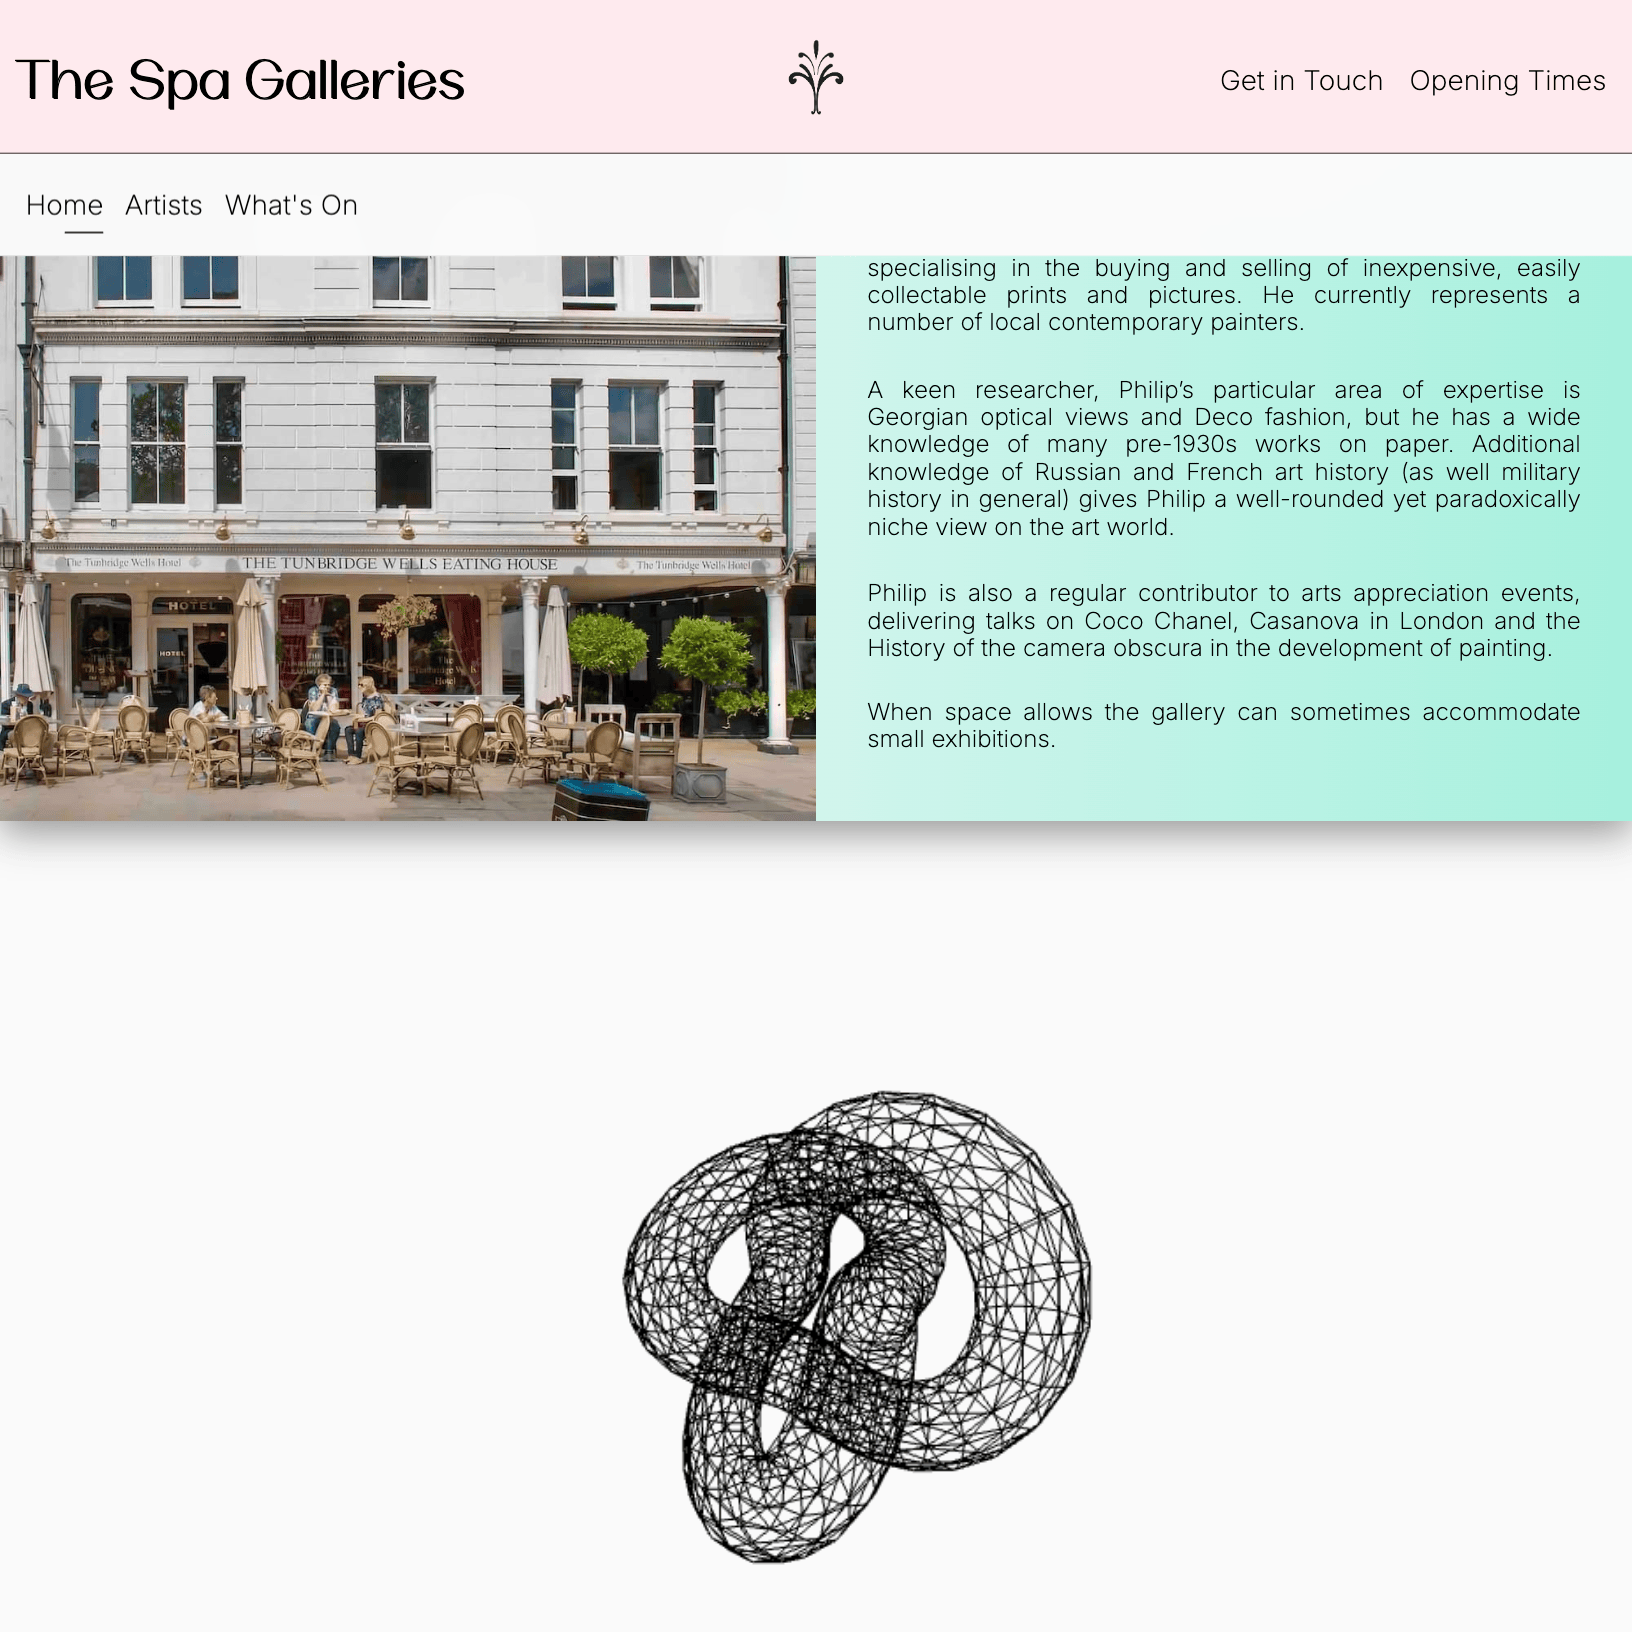 The Spa Galleries
Get in Touch Opening Times
Home Artists What's On
The Tunbridge Wells Hotel THE TUNBRIDGE WELLS EATING HOUSE The Tunbridge Wells Hotel
HOTEL
HOTEL
The
Tunbridge Wells
Hotel
specialising in the buying and selling of inexpensive, easily
collectable prints and pictures. He currently represents a
number of local contemporary painters.
A keen researcher, Philip’s particular area of expertise is
Georgian optical views and Deco fashion, but he has a wide
knowledge of many pre-1930s works on paper. Additional
knowledge of Russian and French art history (as well military
history in general) gives Philip a well-rounded yet paradoxically
niche view on the art world.
Philip is also a regular contributor to arts appreciation events,
delivering talks on Coco Chanel, Casanova in London and the
History of the camera obscura in the development of painting.
When space allows the gallery can sometimes accommodate
small exhibitions.